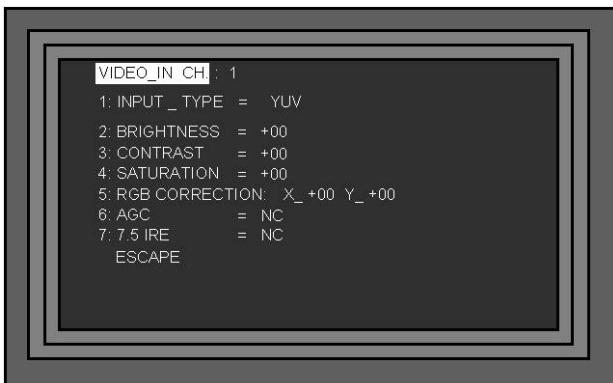 VIDEO_IN CH. : 1
1: INPUT _ TYPE = YUV
2: BRIGHTNESS = +00
3: CONTRAST = +00
4: SATURATION = +00
5: RGB CORRECTION: X_ +00 Y_ +00
6: AGC = NC
7: 7.5 IRE = NC
ESCAPE